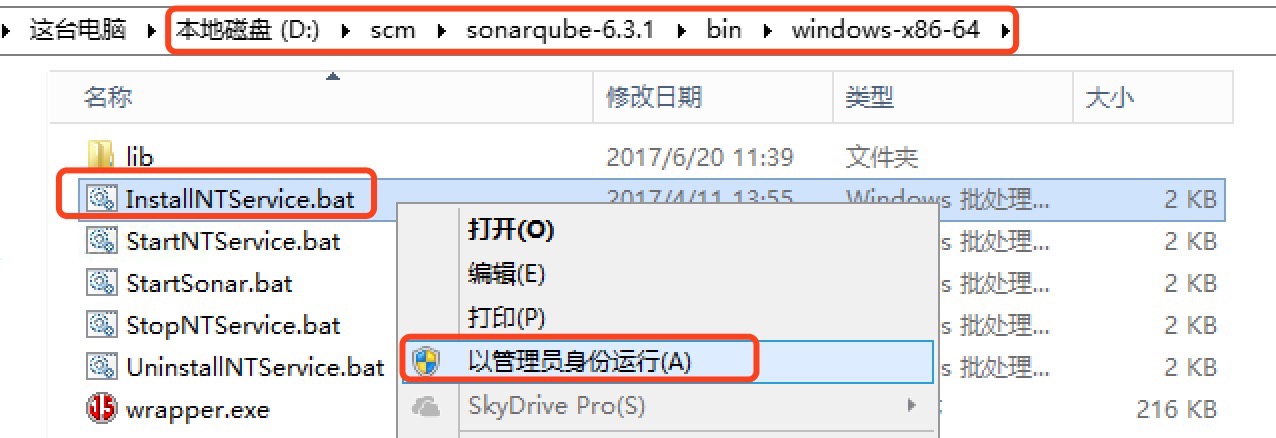 这台电脑 本地磁盘 (D:) scm sonarqube-6.3.1 bin windows-x86-64
名称 修改日期 类型 大小
lib 2017/6/20 11:39 文件夹
InstallNTService.bat 2017/4/11 13:55 Windows 批处理... 2 KB
打开(O)
StartNTService.bat s 批处理... 2 KB
编辑(E)
StartSonar.bat s 批处理... 2 KB
打印(P)
StopNTService.bat s 批处理... 2 KB
以管理员身份运行(A)
UninstallNTService.bat s 批处理... 2 KB
SkyDrive Pro(S)
wrapper.exe 216 KB